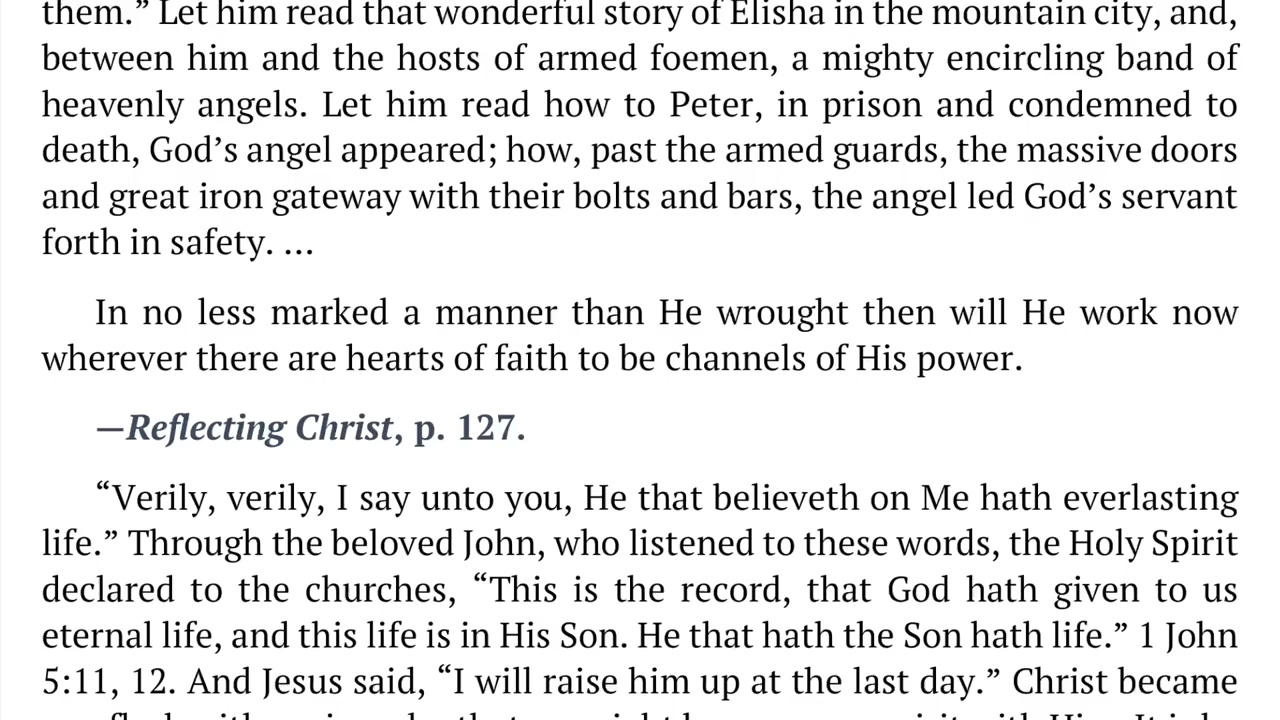 them.” Let him read that wonderful story of Elisha in the mountain city, and,
between him and the hosts of armed foemen, a mighty encircling band of
heavenly angels. Let him read how to Peter, in prison and condemned to
death, God’s angel appeared; how, past the armed guards, the massive doors
and great iron gateway with their bolts and bars, the angel led God’s servant
forth in safety. ...
In no less marked a manner than He wrought then will He work now
wherever there are hearts of faith to be channels of His power.
—Reflecting Christ, p. 127.
“Verily, verily, I say unto you, He that believeth on Me hath everlasting
life.” Through the beloved John, who listened to these words, the Holy Spirit
declared to the churches, “This is the record, that God hath given to us
eternal life, and this life is in His Son. He that hath the Son hath life.” 1 John
5:11, 12. And Jesus said, “I will raise him up at the last day.” Christ became